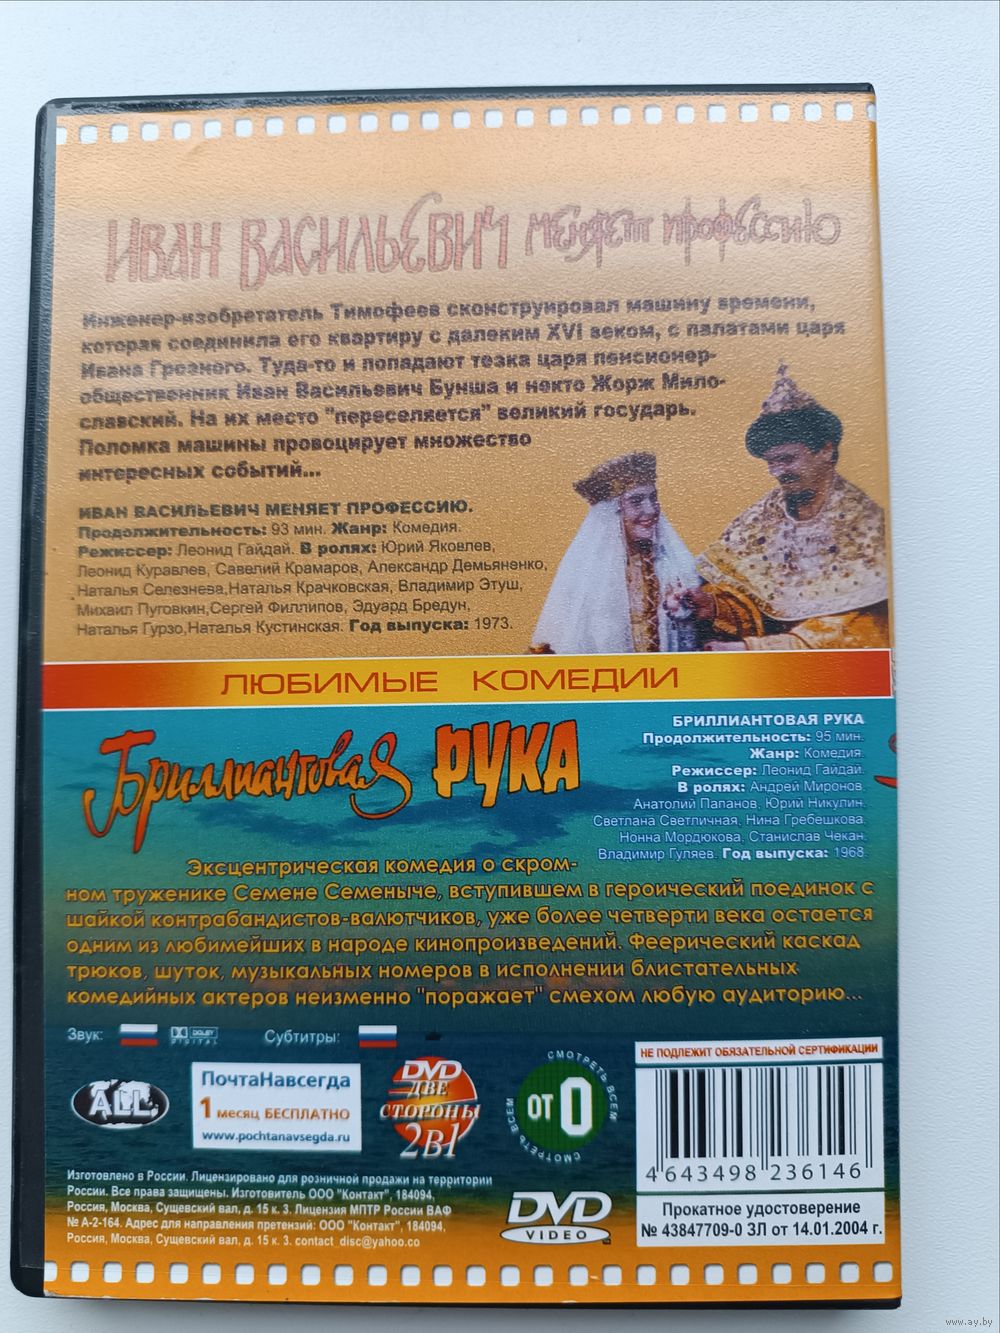 ИВАН ВАСИЛЬЕВИЧ меняет профессию
Инженер-изобретатель Тимофеев сконструировал машину времени,
которая соединила его квартиру с далеким XVI веком, с палатами царя
Ивана Грозного. Туда-то и попадают тезка царя пенсионер-
общественник Иван Васильевич Бунша и некто Жорж Мило-
славский. На их место "переселяется" великий государь.
Поломка машины провоцирует множество
интересных событий...
ИВАН ВАСИЛЬЕВИЧ МЕНЯЕТ ПРОФЕССИЮ.
Продолжительность: 93 мин. Жанр: Комедия.
Режиссер: Леонид Гайдай. В ролях: Юрий Яковлев,
Леонид Куравлев, Савелий Крамаров, Александр Демьяненко,
Наталья Селезнева,Наталья Крачковская, Владимир Этуш,
Михаил Пуговкин,Сергей Филлипов, Эдуард Бредун,
Наталья Гурзо,Наталья Кустинская. Год выпуска: 1973.
ЛЮБИМЫЕ КОМЕДИИ
Бриллиантовая РУКА
БРИЛЛИАНТОВАЯ РУКА
Продолжительность: 95 мин.
Жанр: Комедия.
Режиссер: Леонид Гайдай.
В ролях: Андрей Миронов,
Анатолий Папанов, Юрий Никулин,
Светлана Светличная, Нина Гребешкова.
Нонна Мордюкова, Станислав Чекан.
Владимир Гуляев. Год выпуска: 1968.
Эксцентрическая комедия о скром-
ном труженике Семене Семеныче, вступившем в героический поединок с
шайкой контрабандистов-валютчиков, уже более четверти века остается
одним из любимейших в народе кинопроизведений. Феерический каскад
трюков, шуток, музыкальных номеров в исполнении блистательных
комедийных актеров неизменно "поражает" смехом любую аудиторию...
Звук: DOLBY DIGITAL Субтитры:
ALL
ПочтаНавсегда
1 месяц БЕСПЛАТНО
www.pochtanavsegda.ru
DVD
ДВЕ
СТОРОНЫ
2в1
СМОТРЕТЬ ВСЕМ
ОТ 0
СМОТРЕТЬ ВСЕМ
НЕ ПОДЛЕЖИТ ОБЯЗАТЕЛЬНОЙ СЕРТИФИКАЦИИ
4 643498 236146
Изготовлено в России. Лицензировано для розничной продажи на территории
России. Все права защищены. Изготовитель ООО "Контакт", 184094,
Россия, Москва, Сущевский вал, д. 15 к. 3. Лицензия МПТР России ВАФ
№ А-2-164. Адрес для направления претензий: ООО "Контакт", 184094,
Россия, Москва, Сущевский вал, д. 15 к. 3. contact_disc@yahoo.co
DVD
VIDEO
Прокатное удостоверение
№ 43847709-0 ЗЛ от 14.01.2004 г.
www.ay.by